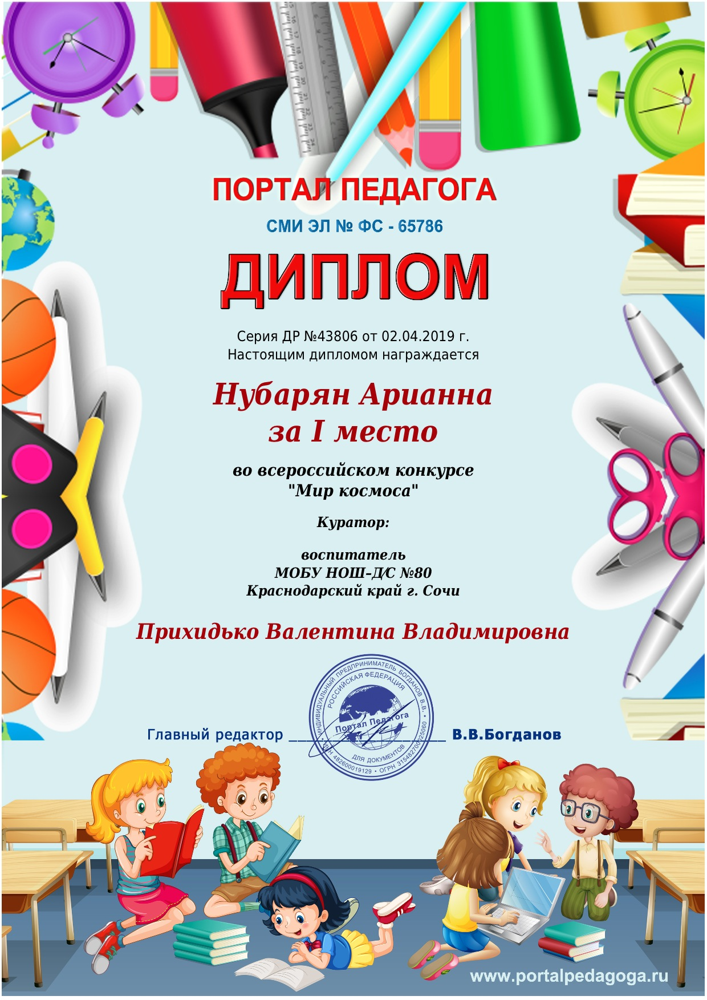 ПОРТАЛ ПЕДАГОГА
СМИ ЭЛ № ФС - 65786
ДИПЛОМ
Серия ДР №43806 от 02.04.2019 г.
Настоящим дипломом награждается
Нубарян Арианна
за I место
во всероссийском конкурсе
"Мир космоса"
Куратор:
воспитатель
МОБУ НОШ–Д/С №80
Краснодарский край г. Сочи
Прихидько Валентина Владимировна
ИНДИВИДУАЛЬНЫЙ ПРЕДПРИНИМАТЕЛЬ БОГДАНОВ В.В.
РОССИЙСКАЯ ФЕДЕРАЦИЯ
Портал Педагога
Главный редактор __________________ В.В.Богданов
ДЛЯ ДОКУМЕНТОВ
ИНН 482600019129 • ОГРН 315482700025060
www.portalpedagoga.ru